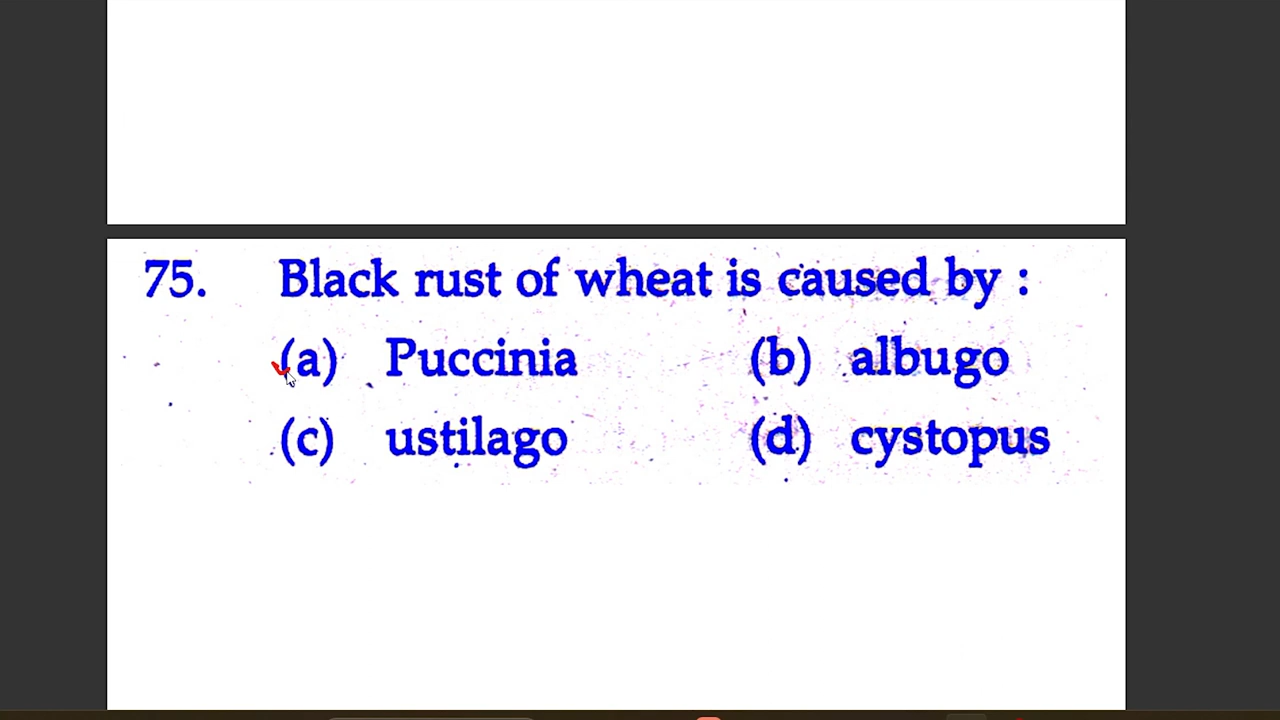 75. Black rust of wheat is caused by :
(a) Puccinia (b) albugo
(c) ustilago (d) cystopus